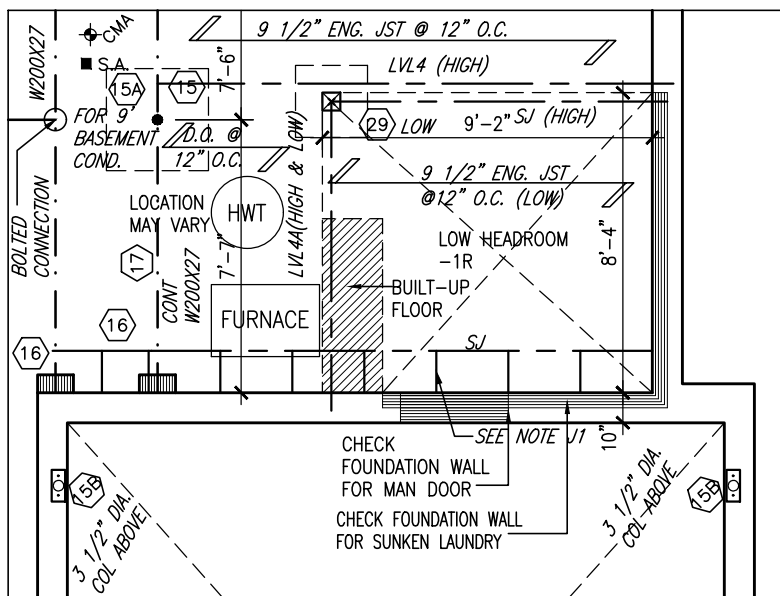 W200X27
CMA
S.A.
15A
15
7'-6"
9 1/2" ENG. JST @ 12" O.C.
LVL4 (HIGH)
FOR 9'
BASEMENT
COND.
D.O. @
12" O.C.
29
LOW
9'-2"
SJ (HIGH)
9 1/2" ENG. JST
@12" O.C. (LOW)
LVL4A(HIGH & LOW)
LOCATION
MAY VARY
HWT
BOLTED
CONNECTION
17
CONT
W200X27
7'-7"
LOW HEADROOM
-1R
8'-4"
BUILT-UP
FLOOR
FURNACE
16
16
SJ
SEE NOTE J1
10"
CHECK
FOUNDATION WALL
FOR MAN DOOR
CHECK FOUNDATION WALL
FOR SUNKEN LAUNDRY
15B
3 1/2" DIA.
COL ABOVE
15B
3 1/2" DIA.
COL ABOVE